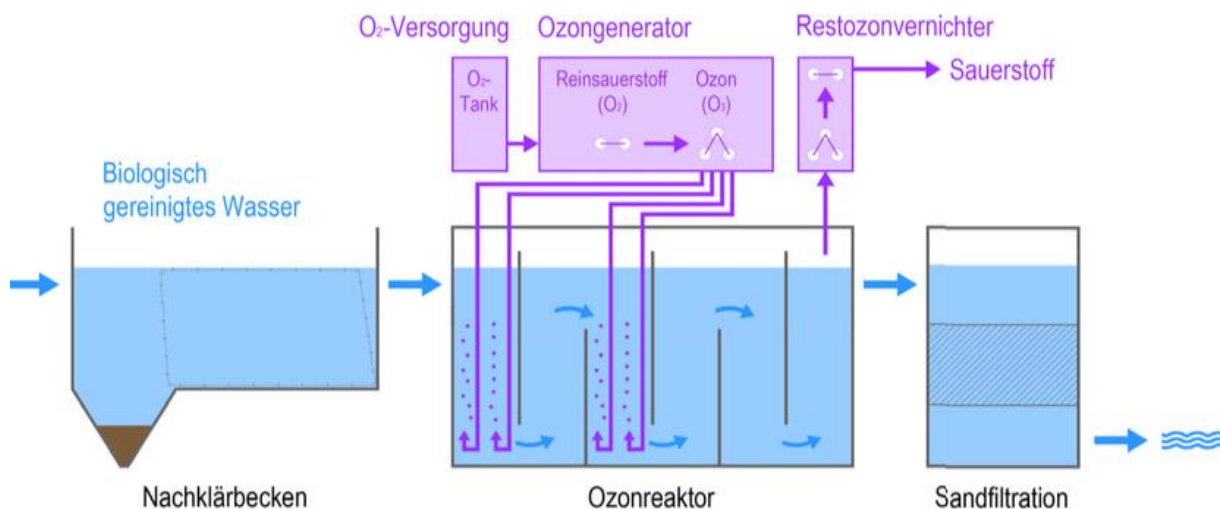 O₂-Versorgung
Ozongenerator
Restozonvernichter
O₂-
Tank
Reinsauerstoff
(O₂)
Ozon
(O₃)
Sauerstoff
Biologisch
gereinigtes Wasser
Nachklärbecken
Ozonreaktor
Sandfiltration